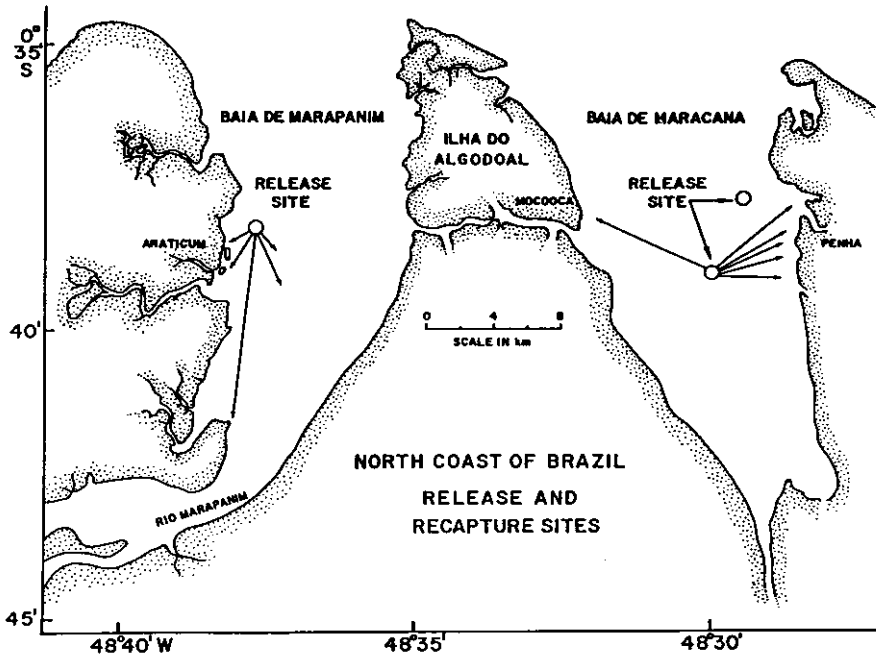 0°
35'
S
BAIA DE MARAPANIM
BAIA DE MARACANA
ILHA DO
ALGODOAL
RELEASE
SITE
RELEASE
SITE
MOCOOCA
ARATICUM
PENHA
40'
0 4 8
SCALE IN km
NORTH COAST OF BRAZIL
RELEASE AND
RECAPTURE SITES
RIO MARAPANIM
45'
48°40'W
48°35'
48°30'